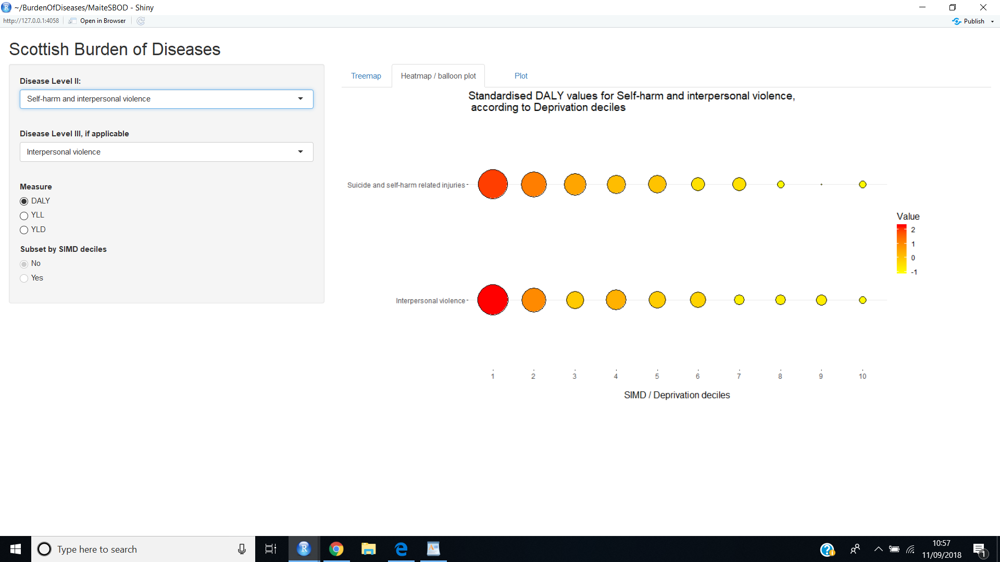 ~/BurdenOfDiseases/MaiteSBOD - Shiny
http://127.0.0.1:4058
Open in Browser
Publish
Scottish Burden of Diseases
Disease Level II:
Self-harm and interpersonal violence
Disease Level III, if applicable
Interpersonal violence
Measure
DALY
YLL
YLD
Subset by SIMD deciles
No
Yes
Treemap
Heatmap / balloon plot
Plot
Standardised DALY values for Self-harm and interpersonal violence,
according to Deprivation deciles
Suicide and self-harm related injuries
Interpersonal violence
1 2 3 4 5 6 7 8 9 10
SIMD / Deprivation deciles
Value
2
1
0
-1
Type here to search
10:57
11/09/2018
1